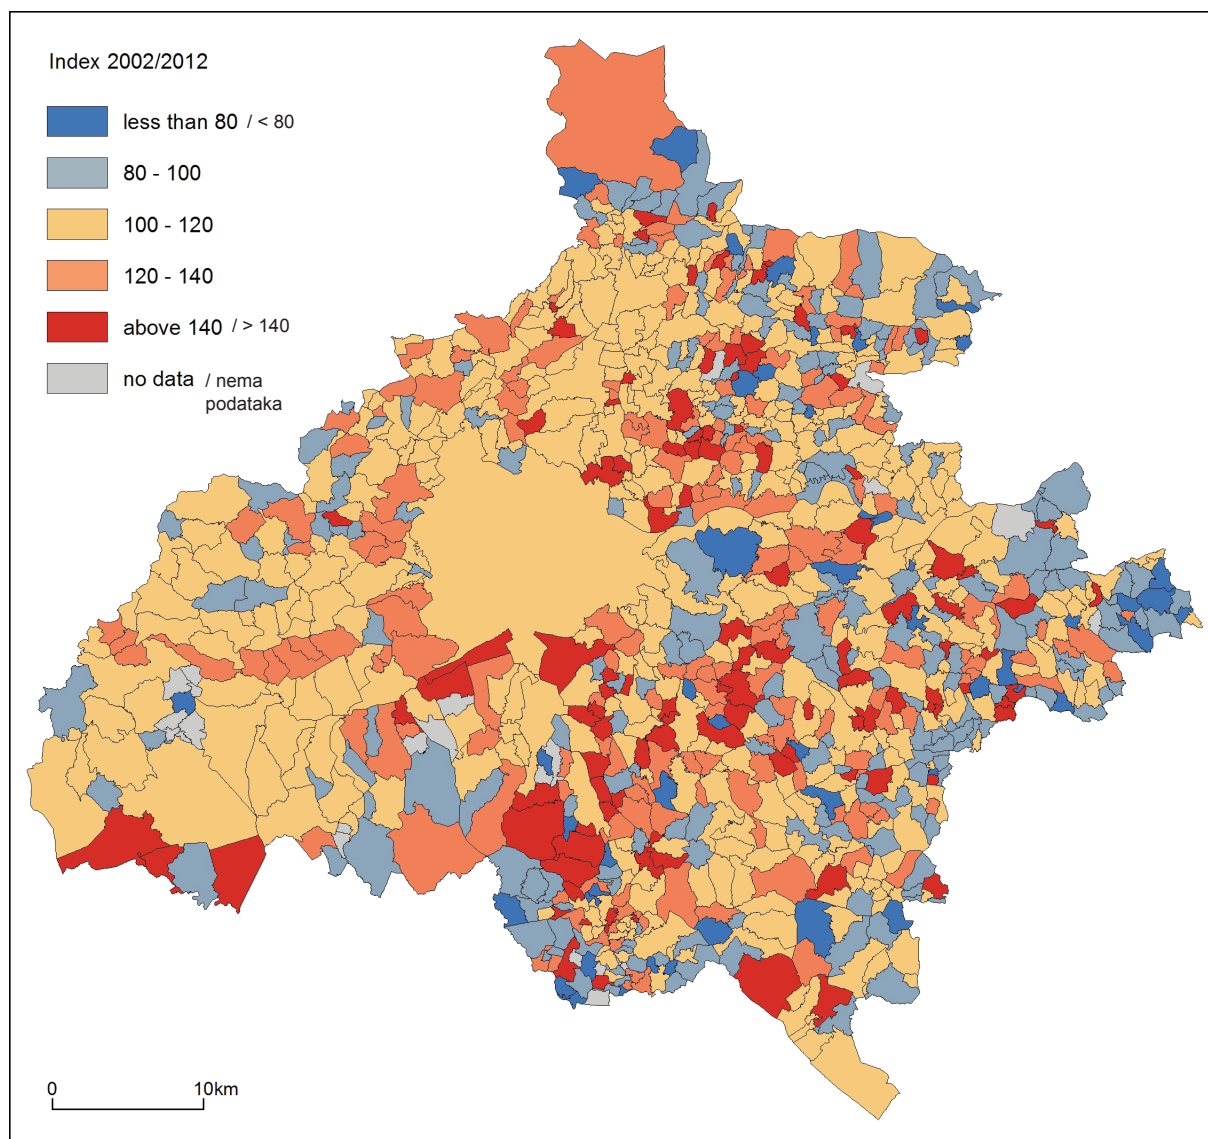 Index 2002/2012
less than 80 / < 80
80 - 100
100 - 120
120 - 140
above 140 / > 140
no data / nema
podataka
0 10km